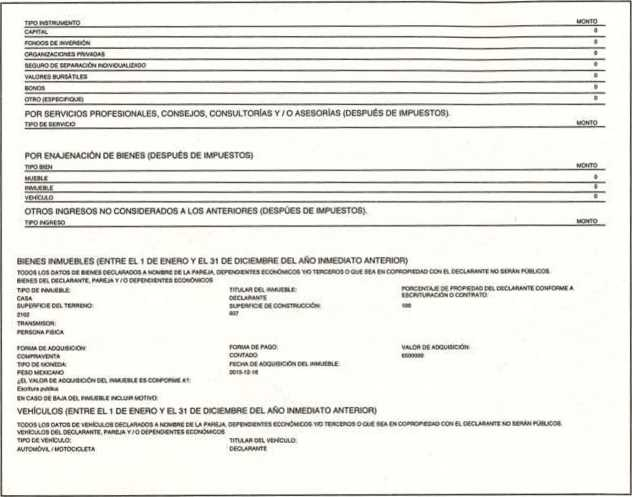 TIPO INSTRUMENTO MONTO
CAPITAL 0
FONDOS DE INVERSIÓN 0
ORGANIZACIONES PRIVADAS 0
SEGURO DE SEPARACIÓN INDIVIDUALIZADO 0
VALORES BURSÁTILES 0
BONOS 0
OTRO (ESPECIFIQUE) 0
POR SERVICIOS PROFESIONALES, CONSEJOS, CONSULTORÍAS Y / O ASESORÍAS (DESPUÉS DE IMPUESTOS).
TIPO DE SERVICIO MONTO
POR ENAJENACIÓN DE BIENES (DESPUÉS DE IMPUESTOS)
TIPO BIEN MONTO
MUEBLE 0
INMUEBLE 0
VEHÍCULO 0
OTROS INGRESOS NO CONSIDERADOS A LOS ANTERIORES (DESPÚES DE IMPUESTOS).
TIPO INGRESO MONTO
BIENES INMUEBLES (ENTRE EL 1 DE ENERO Y EL 31 DE DICIEMBRE DEL AÑO INMEDIATO ANTERIOR)
TODOS LOS DATOS DE BIENES DECLARADOS A NOMBRE DE LA PAREJA, DEPENDIENTES ECONÓMICOS Y/O TERCEROS O QUE SEA EN COPROPIEDAD CON EL DECLARANTE NO SERÁN PÚBLICOS.
BIENES DEL DECLARANTE, PAREJA Y / O DEPENDIENTES ECONÓMICOS
TIPO DE INMUEBLE: TITULAR DEL INMUEBLE: PORCENTAJE DE PROPIEDAD DEL DECLARANTE CONFORME A
CASA DECLARANTE ESCRITURACIÓN O CONTRATO:
SUPERFICIE DEL TERRENO: SUPERFICIE DE CONSTRUCCIÓN: 100
2102 607
TRANSMISOR:
PERSONA FISICA
FORMA DE ADQUISICIÓN: FORMA DE PAGO: VALOR DE ADQUISICIÓN:
COMPRAVENTA CONTADO 6500000
TIPO DE MONEDA: FECHA DE ADQUISICIÓN DEL INMUEBLE:
PESO MEXICANO 2015-12-16
¿EL VALOR DE ADQUISICIÓN DEL INMUEBLE ES CONFORME A?:
Escritura publica
EN CASO DE BAJA DEL INMUEBLE INCLUIR MOTIVO:
VEHÍCULOS (ENTRE EL 1 DE ENERO Y EL 31 DE DICIEMBRE DEL AÑO INMEDIATO ANTERIOR)
TODOS LOS DATOS DE VEHÍCULOS DECLARADOS A NOMBRE DE LA PAREJA, DEPENDIENTES ECONÓMICOS Y/O TERCEROS O QUE SEA EN COPROPIEDAD CON EL DECLARANTE NO SERÁN PÚBLICOS.
VEHÍCULOS DEL DECLARANTE, PAREJA Y / O DEPENDIENTES ECONÓMICOS
TIPO DE VEHÍCULO: TITULAR DEL VEHÍCULO:
AUTOMÓVIL / MOTOCICLETA DECLARANTE